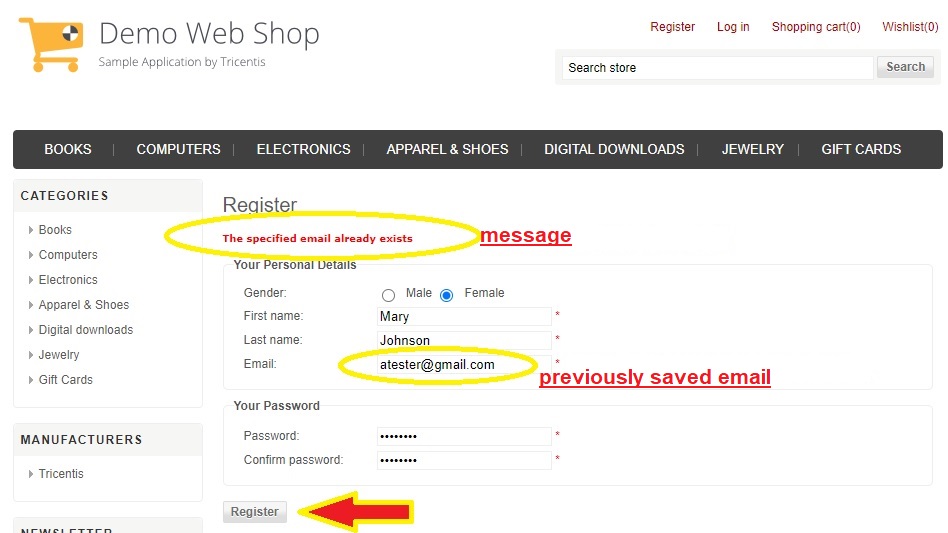 Demo Web Shop
Sample Application by Tricentis
Register Log in Shopping cart(0) Wishlist(0)
Search store Search
BOOKS COMPUTERS ELECTRONICS APPAREL & SHOES DIGITAL DOWNLOADS JEWELRY GIFT CARDS
CATEGORIES
Books
Computers
Electronics
Apparel & Shoes
Digital downloads
Jewelry
Gift Cards
MANUFACTURERS
Tricentis
NEWSLETTER
Register
The specified email already exists
message
Your Personal Details
Gender: Male Female
First name: Mary *
Last name: Johnson *
Email: atester@gmail.com *
previously saved email
Your Password
Password: •••••••• *
Confirm password: •••••••• *
Register